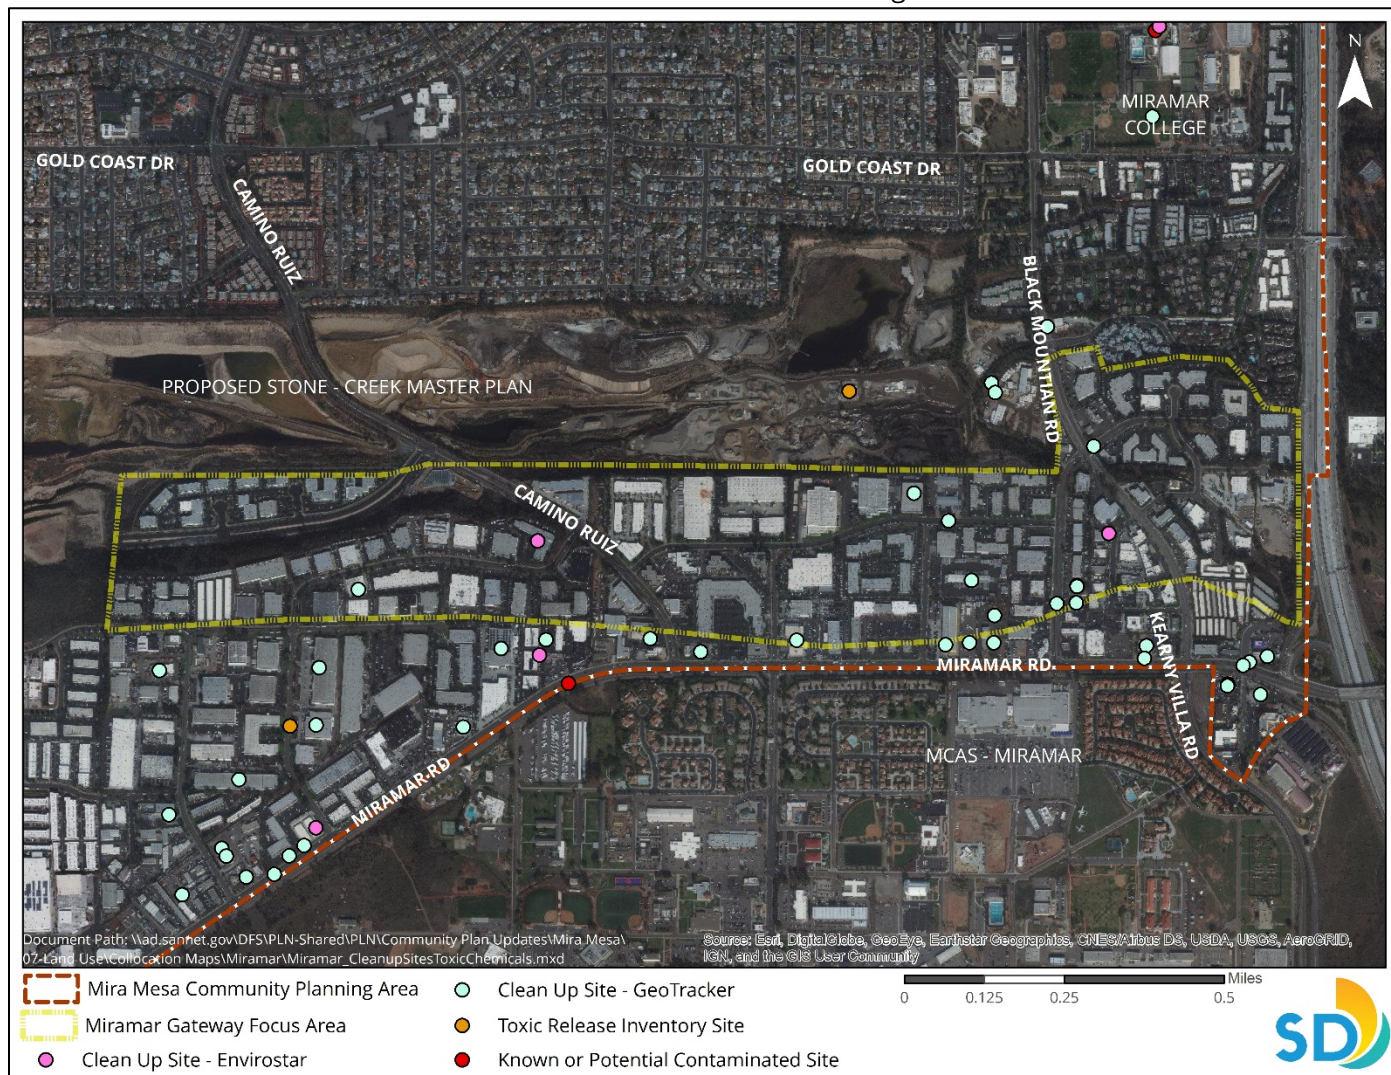 N
MIRAMAR
COLLEGE
GOLD COAST DR
GOLD COAST DR
CAMINO RUIZ
BLACK MOUNTIAN RD
PROPOSED STONE - CREEK MASTER PLAN
CAMINO RUIZ
KEARNY VILLA RD
MIRAMAR RD.
MCAS - MIRAMAR
MIRAMAR RD
Document Path: \\ad.sannet.gov\DFS\PLN-Shared\PLN\Community Plan Updates\Mira Mesa\
07-Land Use\Collocation Maps\Miramar\Miramar_CleanupSitesToxicChemicals.mxd
Source: Esri, DigitalGlobe, GeoEye, Earthstar Geographics, CNES/Airbus DS, USDA, USGS, AeroGRID,
IGN, and the GIS User Community
Mira Mesa Community Planning Area
Miramar Gateway Focus Area
Clean Up Site - Envirostar
Clean Up Site - GeoTracker
Toxic Release Inventory Site
Known or Potential Contaminated Site
Miles
0 0.125 0.25 0.5
SD